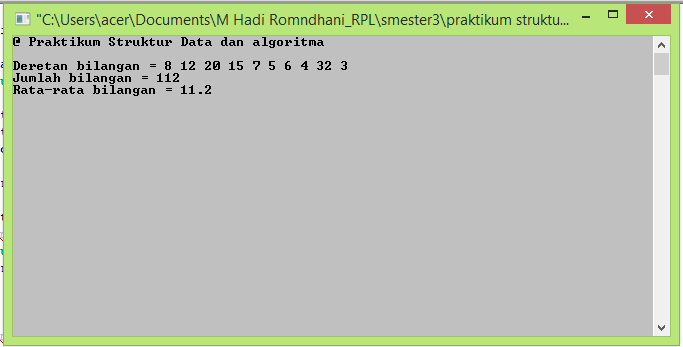 "C:\Users\acer\Documents\M Hadi Romndhani_RPL\smester3\praktikum struktu...
@ Praktikum Struktur Data dan algoritma
Deretan bilangan = 8 12 20 15 7 5 6 4 32 3
Jumlah bilangan = 112
Rata-rata bilangan = 11.2